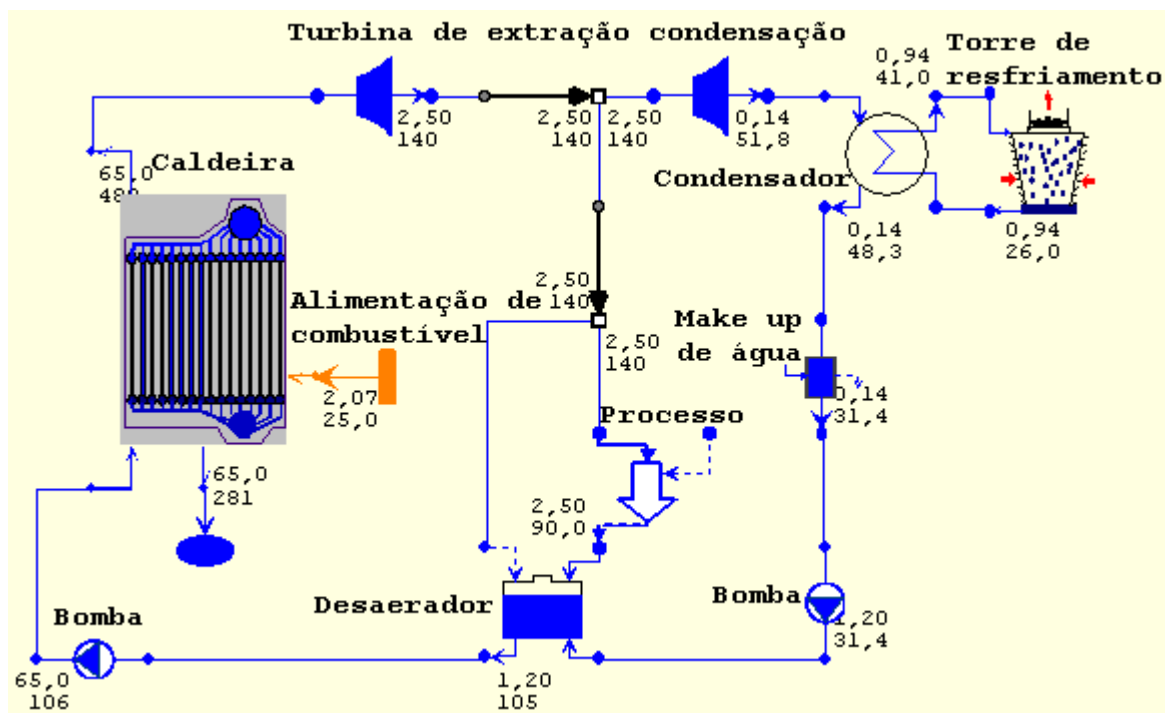 Turbina de extração condensação
0,94
41,0
Torre de
resfriamento
2,50
140
2,50
140
2,50
140
0,14
51,8
65,0
Caldeira
Condensador
0,14
48,3
0,94
26,0
2,50
140
Alimentação de
combustível
2,07
25,0
Make up
de água
2,50
140
0,14
31,4
Processo
65,0
281
2,50
90,0
Desaerador
Bomba
1,20
31,4
Bomba
65,0
106
1,20
105